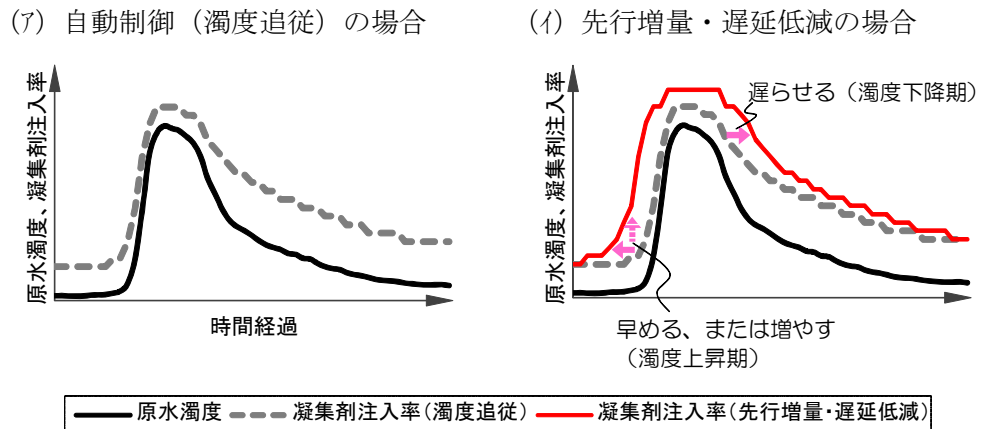 (ｱ) 自動制御（濁度追従）の場合
原水濁度、凝集剤注入率
時間経過
(ｲ) 先行増量・遅延低減の場合
原水濁度、凝集剤注入率
遅らせる（濁度下降期）
早める、または増やす
（濁度上昇期）
原水濁度 凝集剤注入率(濁度追従) 凝集剤注入率(先行増量・遅延低減)